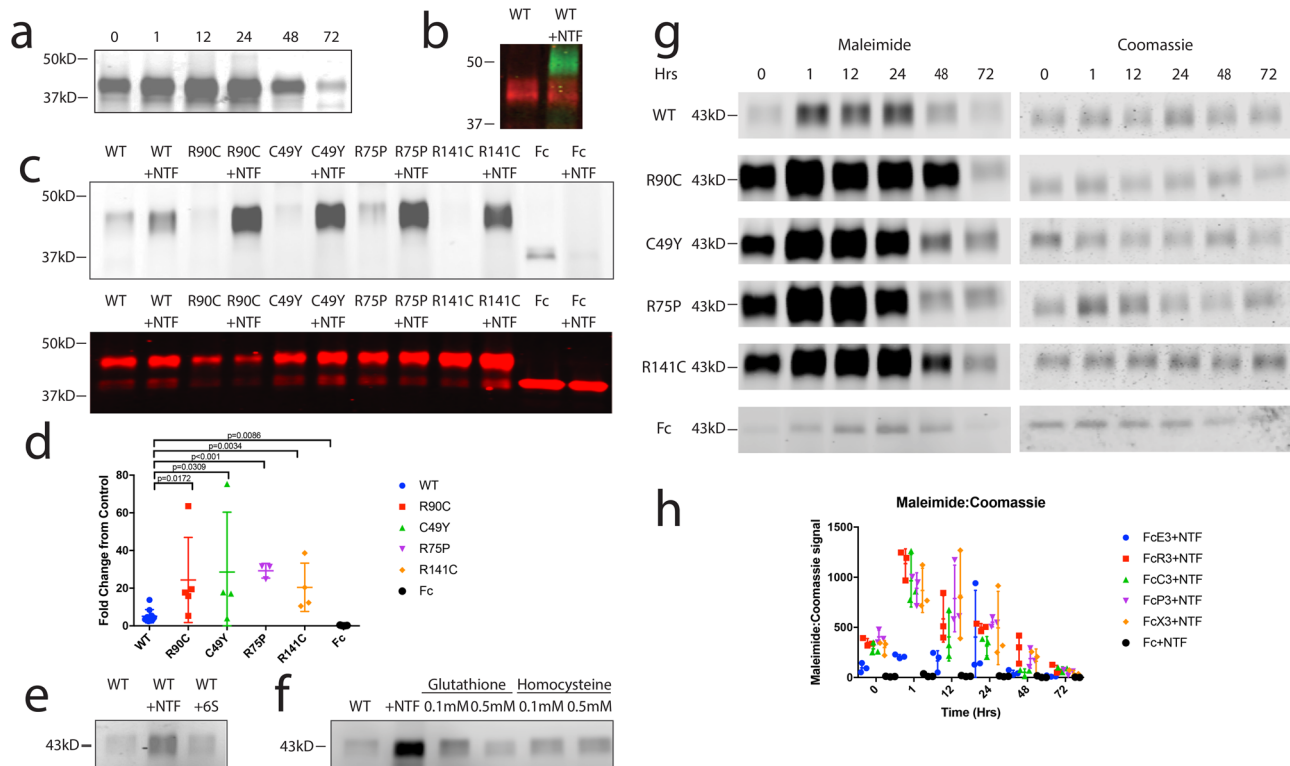 a
0 1 12 24 48 72
50kD
37kD
b
WT WT
+NTF
50
37
c
WT WT R90C R90C C49Y C49Y R75P R75P R141C R141C Fc Fc
+NTF +NTF +NTF +NTF +NTF +NTF
50kD
37kD
WT WT R90C R90C C49Y C49Y R75P R75P R141C R141C Fc Fc
+NTF +NTF +NTF +NTF +NTF +NTF
50kD
37kD
d
p=0.0086
p=0.0034
p<0.001
p=0.0309
p=0.0172
Fold Change from Control
80
60
40
20
0
WT R90C C49Y R75P R141C Fc
WT
R90C
C49Y
R75P
R141C
Fc
e
WT WT WT
+NTF +6S
43kD
f
Glutathione Homocysteine
WT +NTF 0.1mM 0.5mM 0.1mM 0.5mM
43kD
g
Maleimide Coomassie
Hrs 0 1 12 24 48 72 0 1 12 24 48 72
WT 43kD
R90C 43kD
C49Y 43kD
R75P 43kD
R141C 43kD
Fc 43kD
h
Maleimide:Coomassie
Maleimide:Coomassie signal
1500
1000
500
0
0 1 12 24 48 72
Time (Hrs)
FcE3+NTF
FcR3+NTF
FcC3+NTF
FcP3+NTF
FcX3+NTF
Fc+NTF